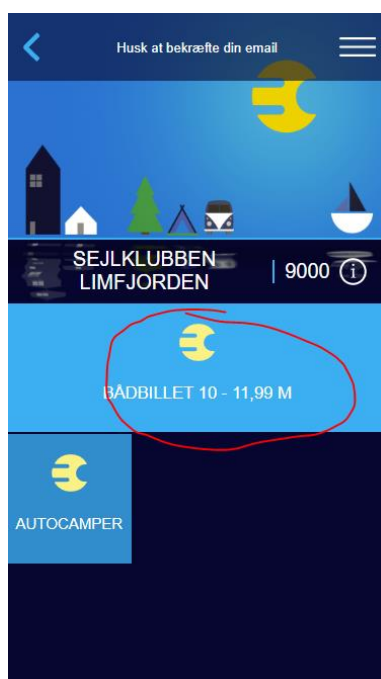 Husk at bekræfte din email
SEJLKLUBBEN
LIMFJORDEN
9000
BÅDBILLET 10 - 11,99 M
AUTOCAMPER